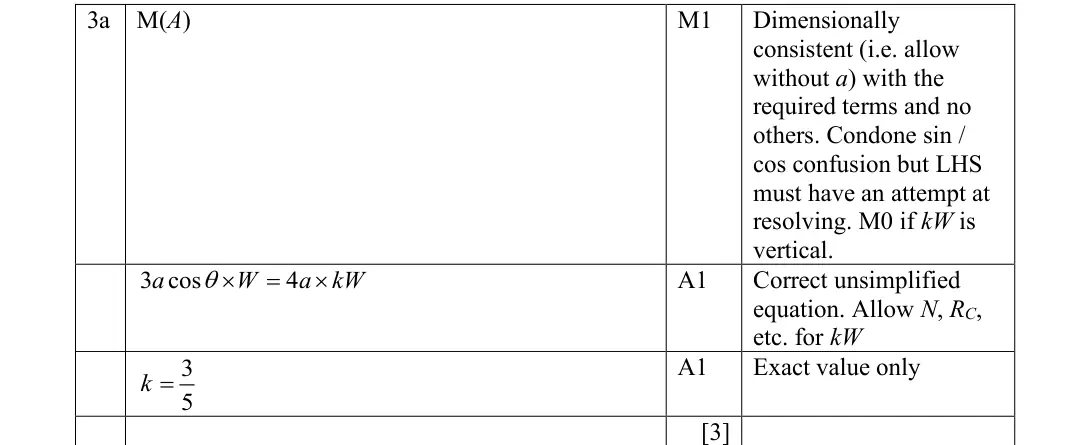 3a M(A) M1 Dimensionally
consistent (i.e. allow
without a) with the
required terms and no
others. Condone sin /
cos confusion but LHS
must have an attempt at
resolving. M0 if kW is
vertical.
3a cos θ × W = 4a × kW A1 Correct unsimplified
equation. Allow N, R_C,
etc. for kW
k = 3/5 A1 Exact value only
[3]